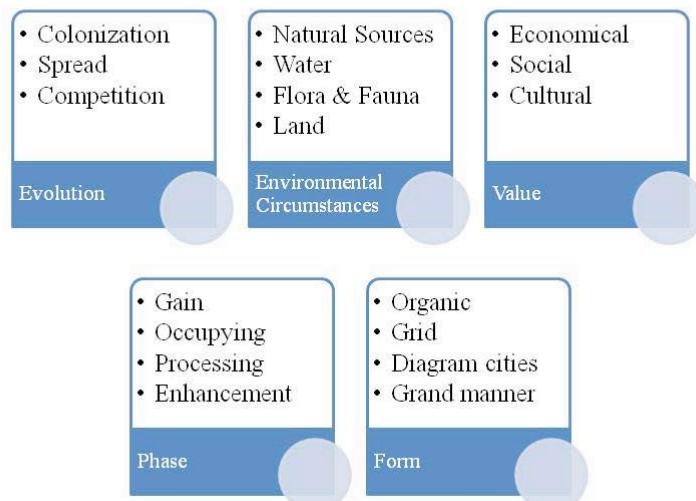 • Colonization
• Spread
• Competition
Evolution
• Natural Sources
• Water
• Flora & Fauna
• Land
Environmental
Circumstances
• Economical
• Social
• Cultural
Value
• Gain
• Occupying
• Processing
• Enhancement
Phase
• Organic
• Grid
• Diagram cities
• Grand manner
Form